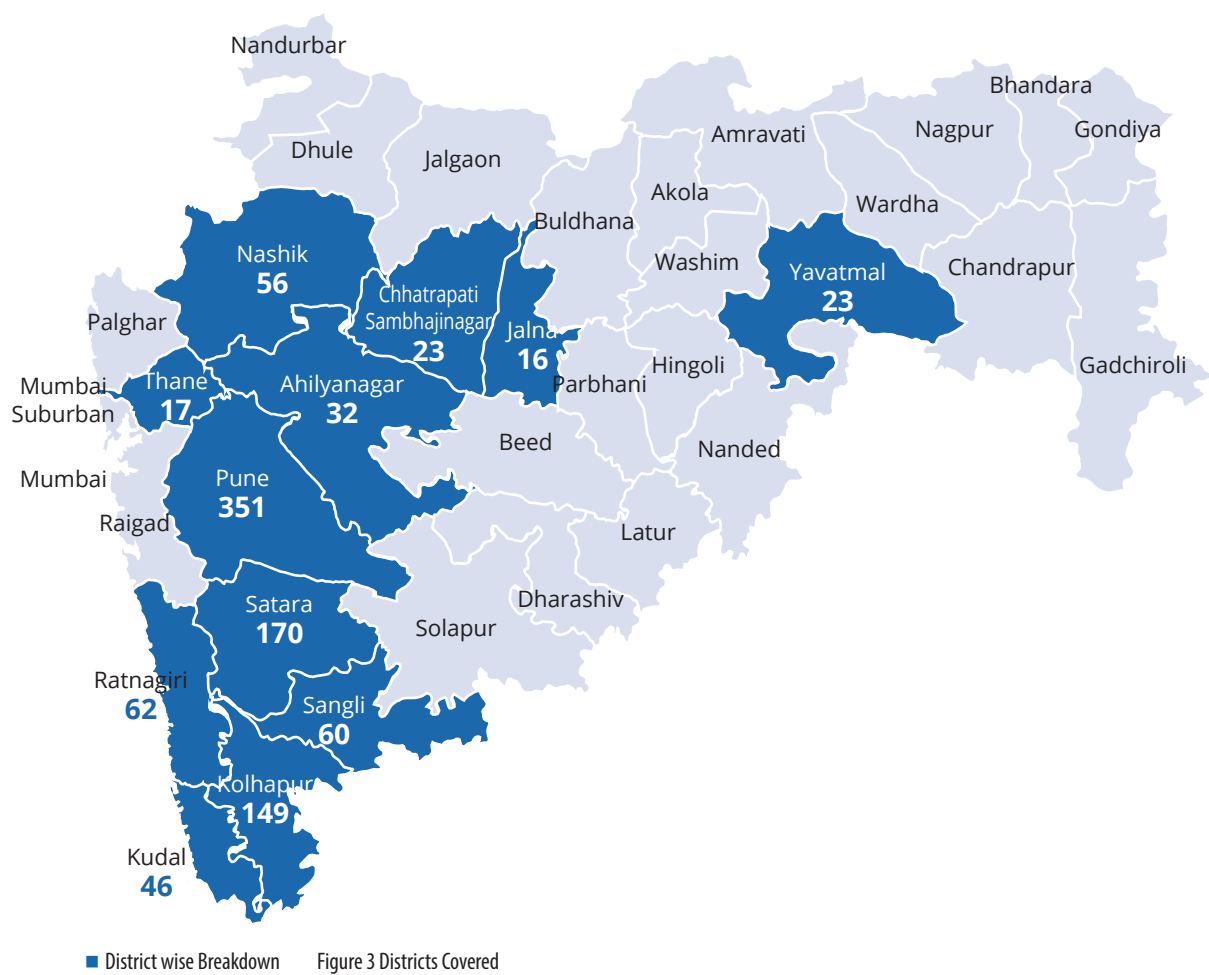 Nandurbar
Bhandara
Dhule
Jalgaon
Amravati
Nagpur
Gondiya
Akola
Buldhana
Wardha
Nashik
56
Washim
Yavatmal
23
Chandrapur
Chhatrapati
Sambhajinagar
23
Palghar
Jalna
16
Hingoli
Gadchiroli
Mumbai
Suburban
Thane
17
Ahilyanagar
32
Parbhani
Beed
Nanded
Mumbai
Pune
351
Raigad
Latur
Satara
170
Dharashiv
Solapur
Ratnagiri
62
Sangli
60
Kolhapur
149
Kudal
46
District wise Breakdown
Figure 3 Districts Covered